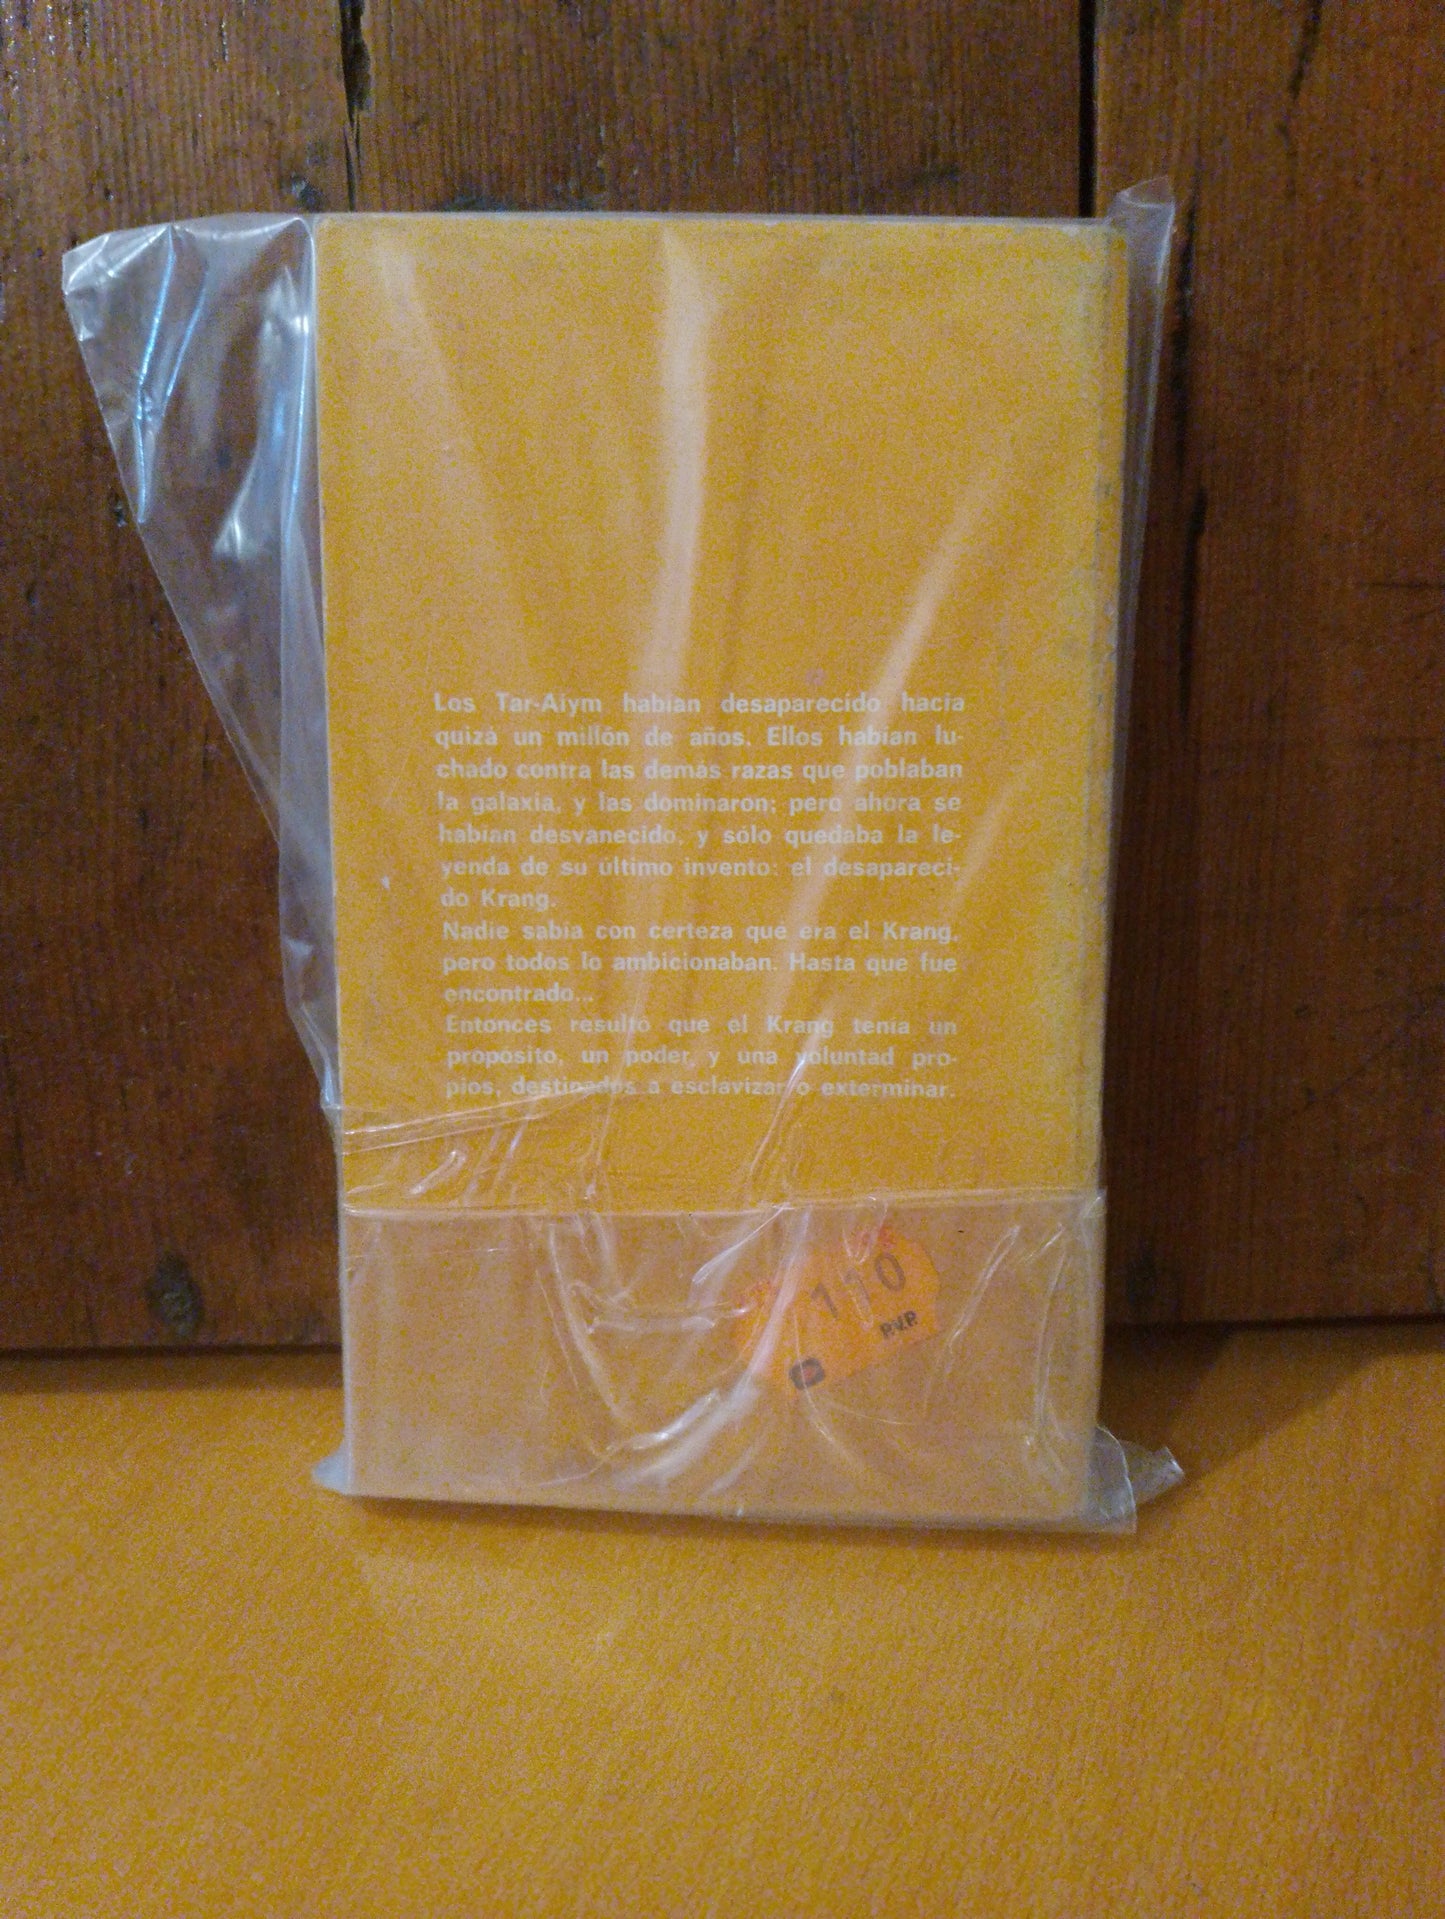 Los Tar-Aiym habían desaparecido hacía
quizá un millón de años. Ellos habían lu-
chado contra las demás razas que poblaban
la galaxia, y las dominaron; pero ahora se
habían desvanecido, y sólo quedaba la le-
yenda de su último invento: el desapareci-
do Krang.
Nadie sabía con certeza qué era el Krang,
pero todos lo ambicionaban. Hasta que fue
encontrado...
Entonces resultó que el Krang tenía un
propósito, un poder, y una voluntad pro-
pios, destinados a esclavizar o exterminar.
110
P.V.P.